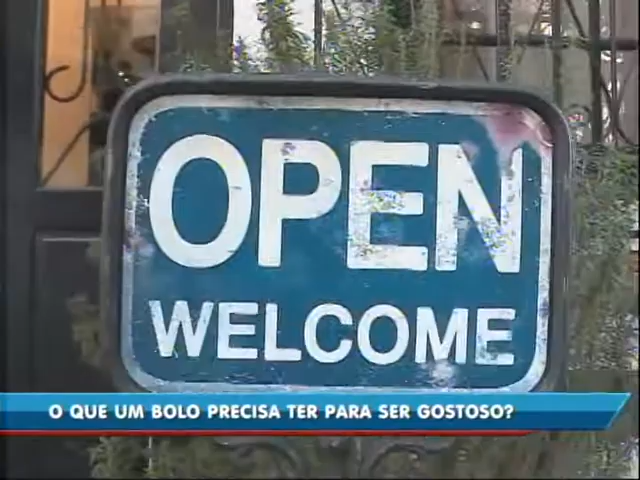 OPEN
WELCOME
O QUE UM BOLO PRECISA TER PARA SER GOSTOSO?